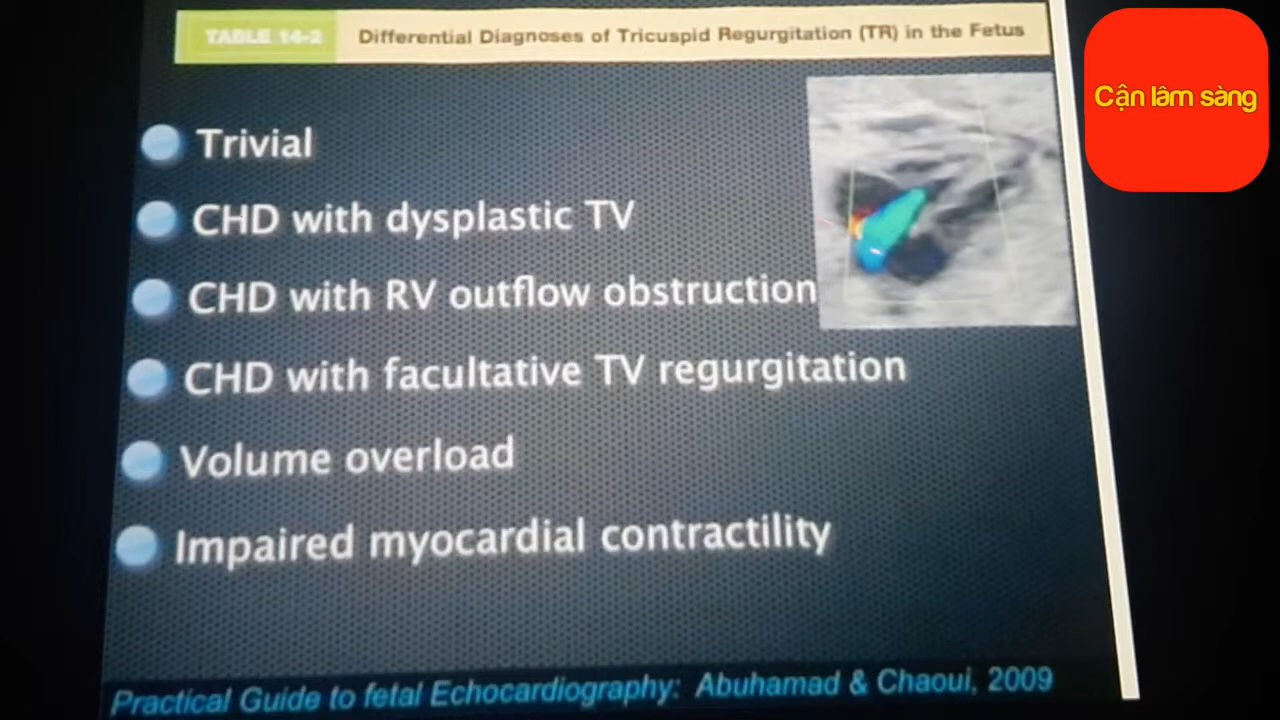 TABLE 14-2 Differential Diagnoses of Tricuspid Regurgitation (TR) in the Fetus
Cận lâm sàng
Trivial
CHD with dysplastic TV
CHD with RV outflow obstruction
CHD with facultative TV regurgitation
Volume overload
Impaired myocardial contractility
Practical Guide to fetal Echocardiography: Abuhamad & Chaoui, 2009